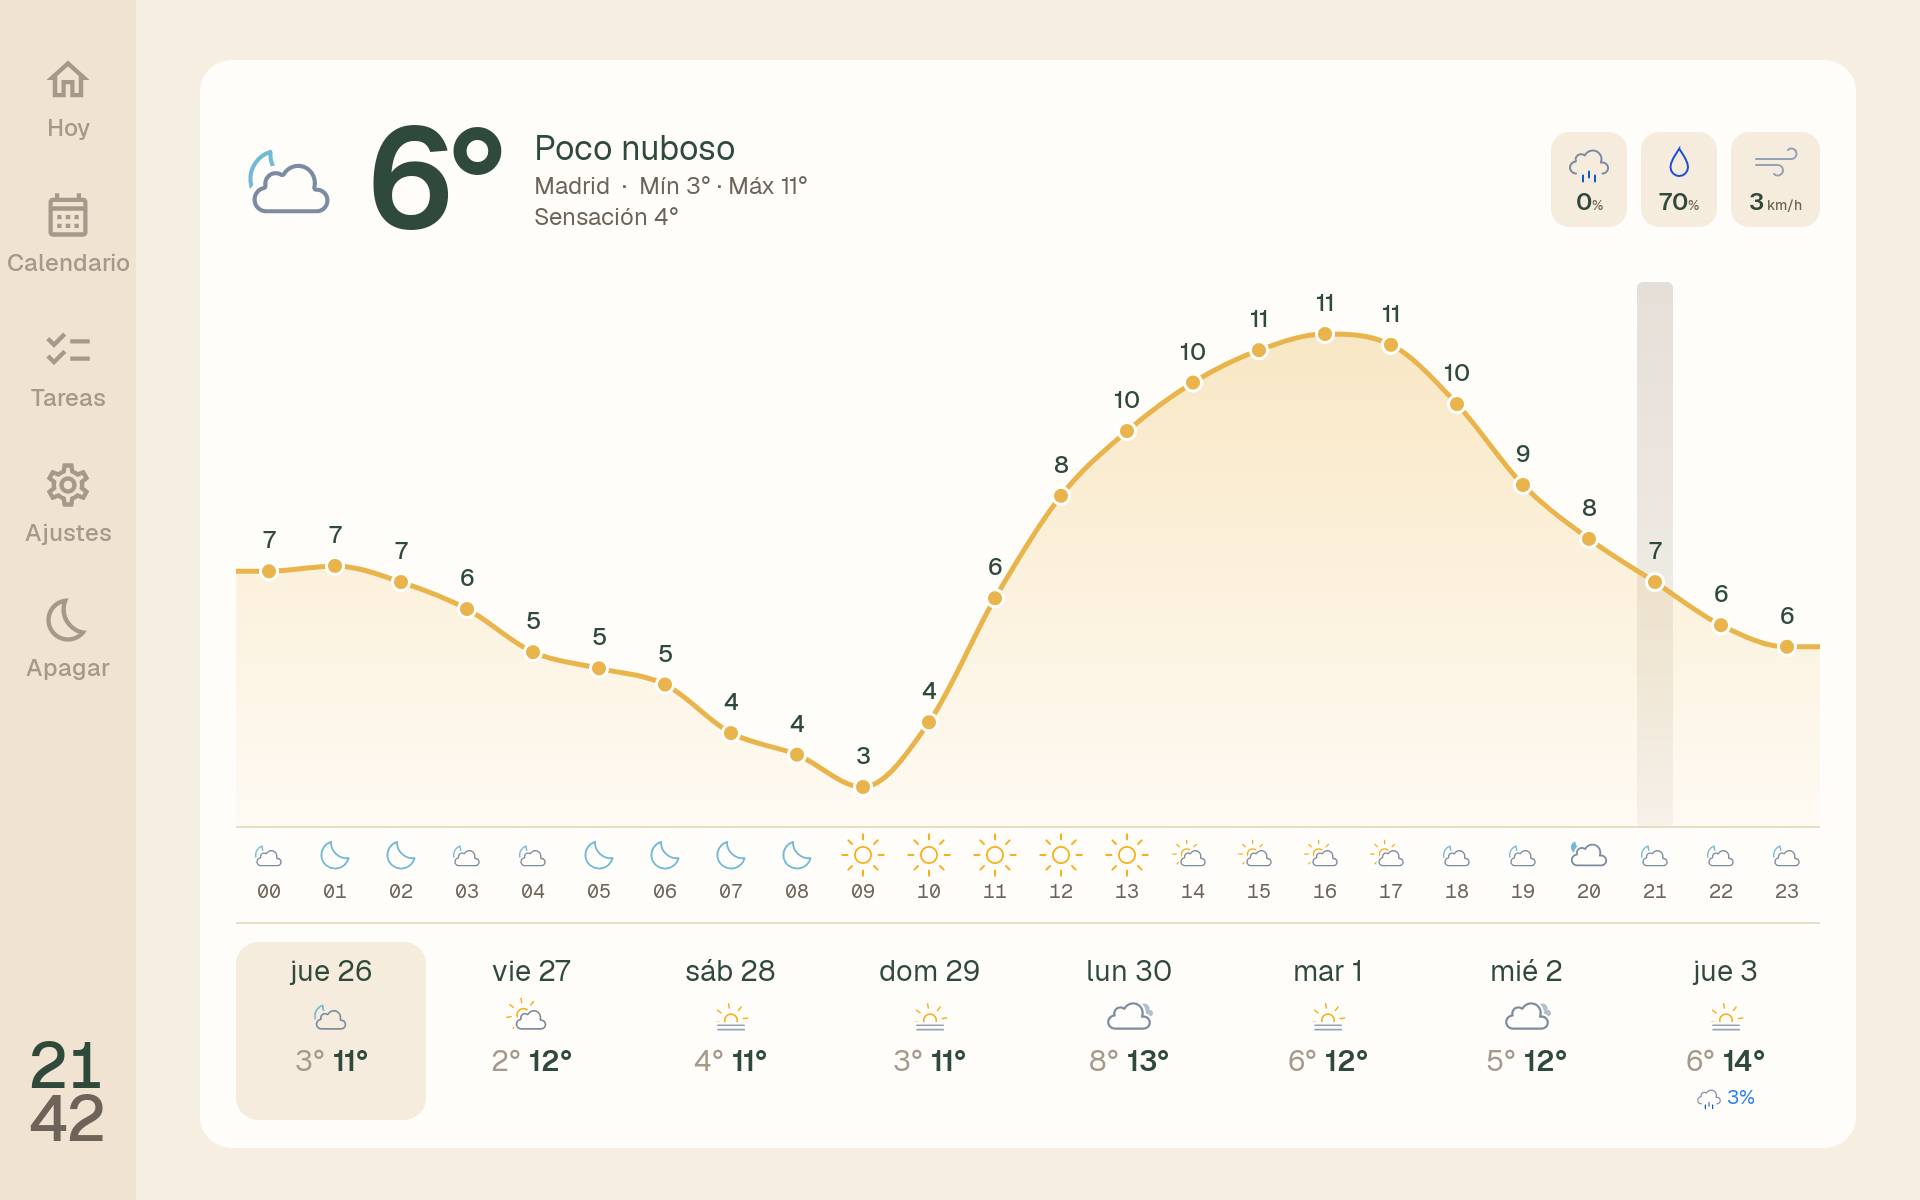 Hoy
Calendario
Tareas
Ajustes
Apagar
21
42
6°
Poco nuboso
Madrid · Mín 3° · Máx 11°
Sensación 4°
0%
70%
3 km/h
7 7 7 6 5 5 5 4 4 3 4 6 8 10 10 11 11 11 10 9 8 7 6 6
00 01 02 03 04 05 06 07 08 09 10 11 12 13 14 15 16 17 18 19 20 21 22 23
jue 26 vie 27 sáb 28 dom 29 lun 30 mar 1 mié 2 jue 3
3° 11° 2° 12° 4° 11° 3° 11° 8° 13° 6° 12° 5° 12° 6° 14°
3%